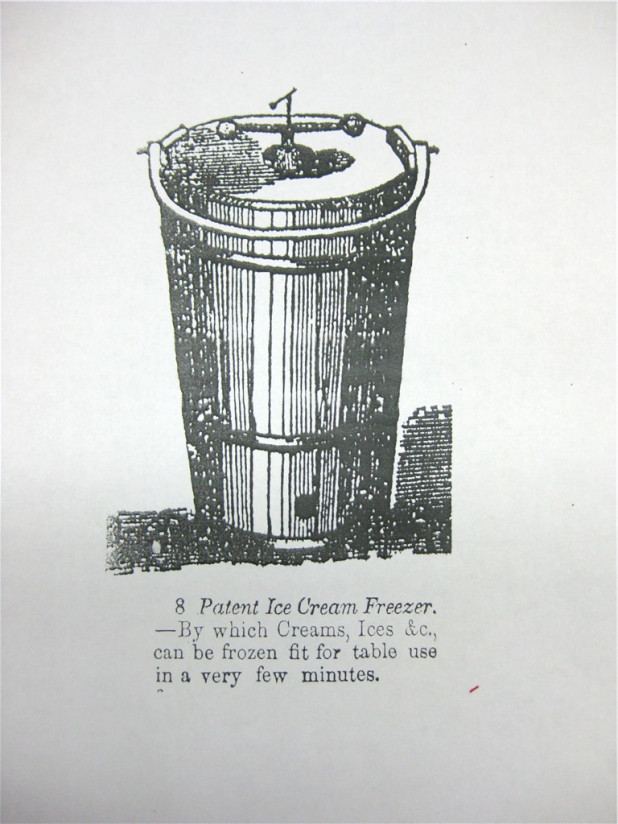 8 Patent Ice Cream Freezer.
—By which Creams, Ices &c.,
can be frozen fit for table use
in a very few minutes.